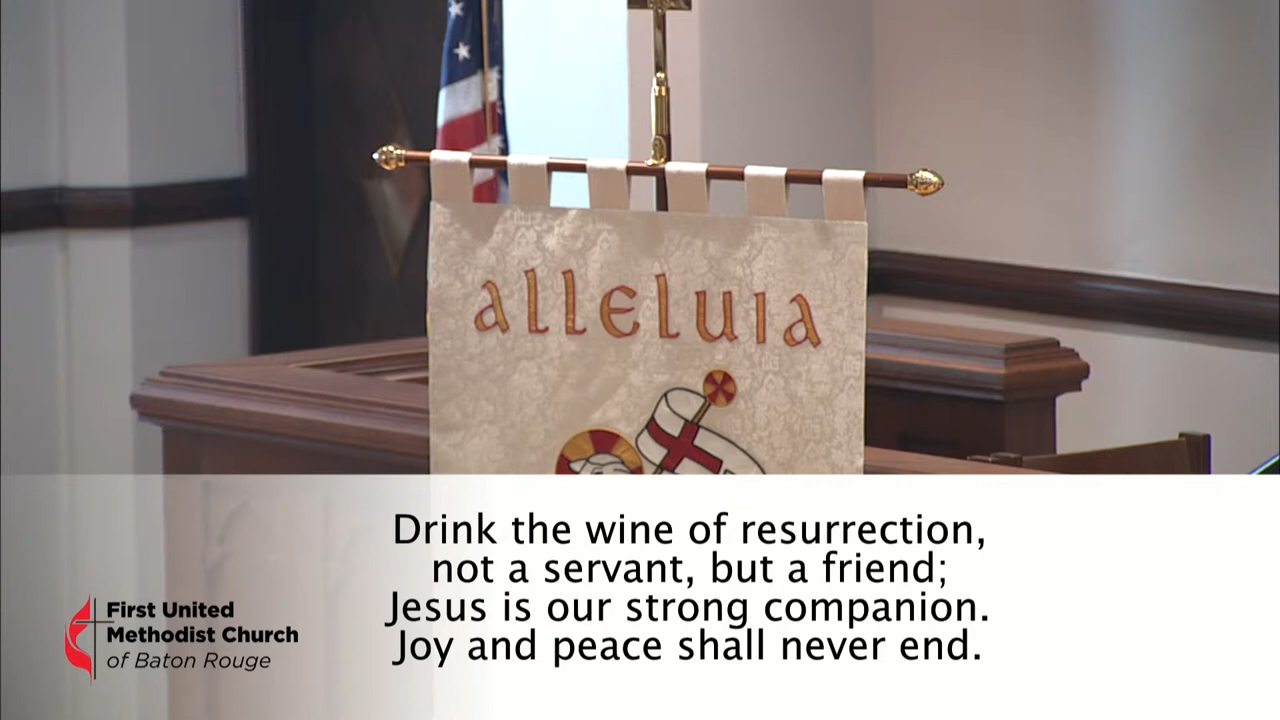 alleluia
Drink the wine of resurrection,
not a servant, but a friend;
Jesus is our strong companion.
Joy and peace shall never end.
First United
Methodist Church
of Baton Rouge